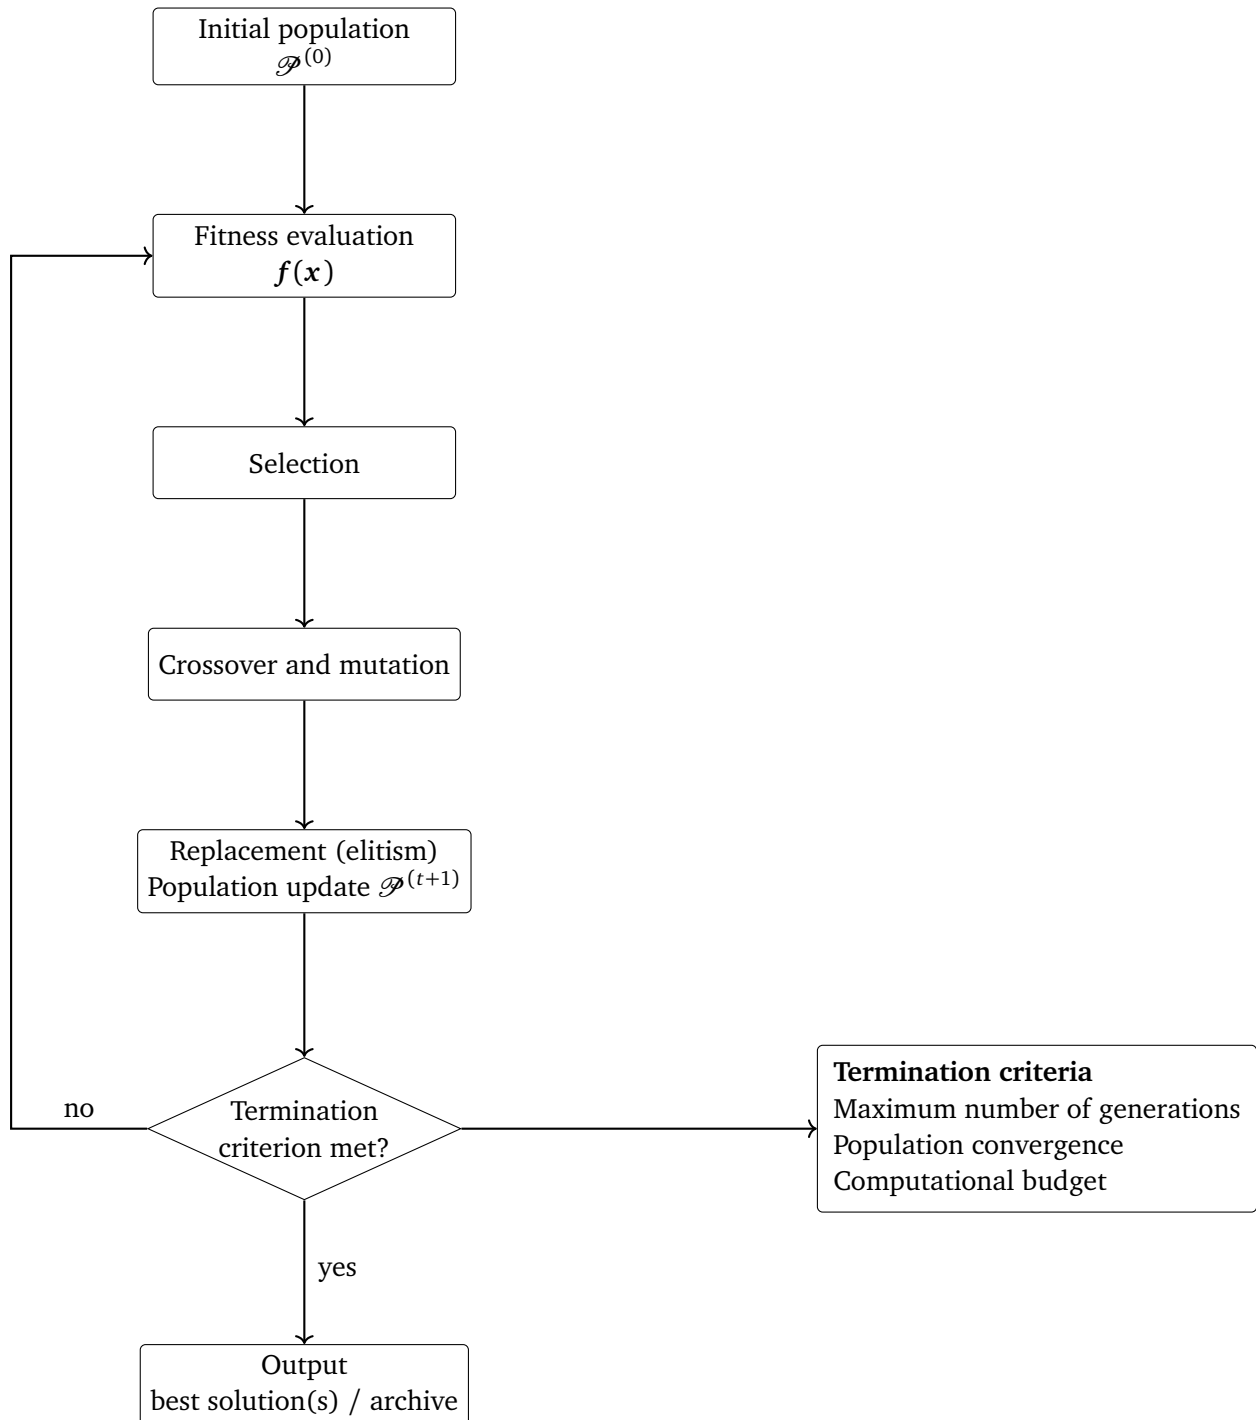 Initial population
𝒫^(0)
Fitness evaluation
f(x)
Selection
Crossover and mutation
Replacement (elitism)
Population update 𝒫^(t+1)
Termination
criterion met?
no
yes
Termination criteria
Maximum number of generations
Population convergence
Computational budget
Output
best solution(s) / archive